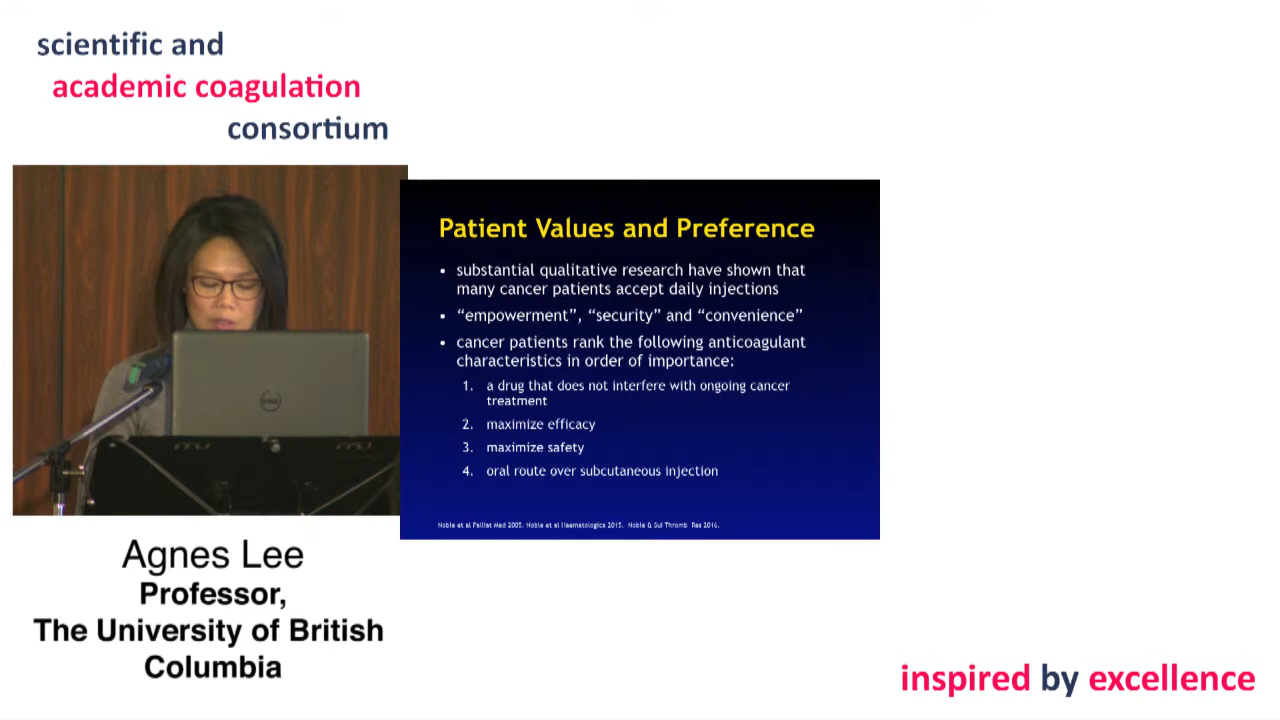 scientific and
academic coagulation
consortium
DELL
Patient Values and Preference
• substantial qualitative research have shown that
many cancer patients accept daily injections
• “empowerment”, “security” and “convenience”
• cancer patients rank the following anticoagulant
characteristics in order of importance:
1. a drug that does not interfere with ongoing cancer
treatment
2. maximize efficacy
3. maximize safety
4. oral route over subcutaneous injection
Noble et al Palliat Med 2005. Noble et al Haematologica 2015. Noble & Sui Thromb Res 2016.
Agnes Lee
Professor,
The University of British
Columbia
inspired by excellence